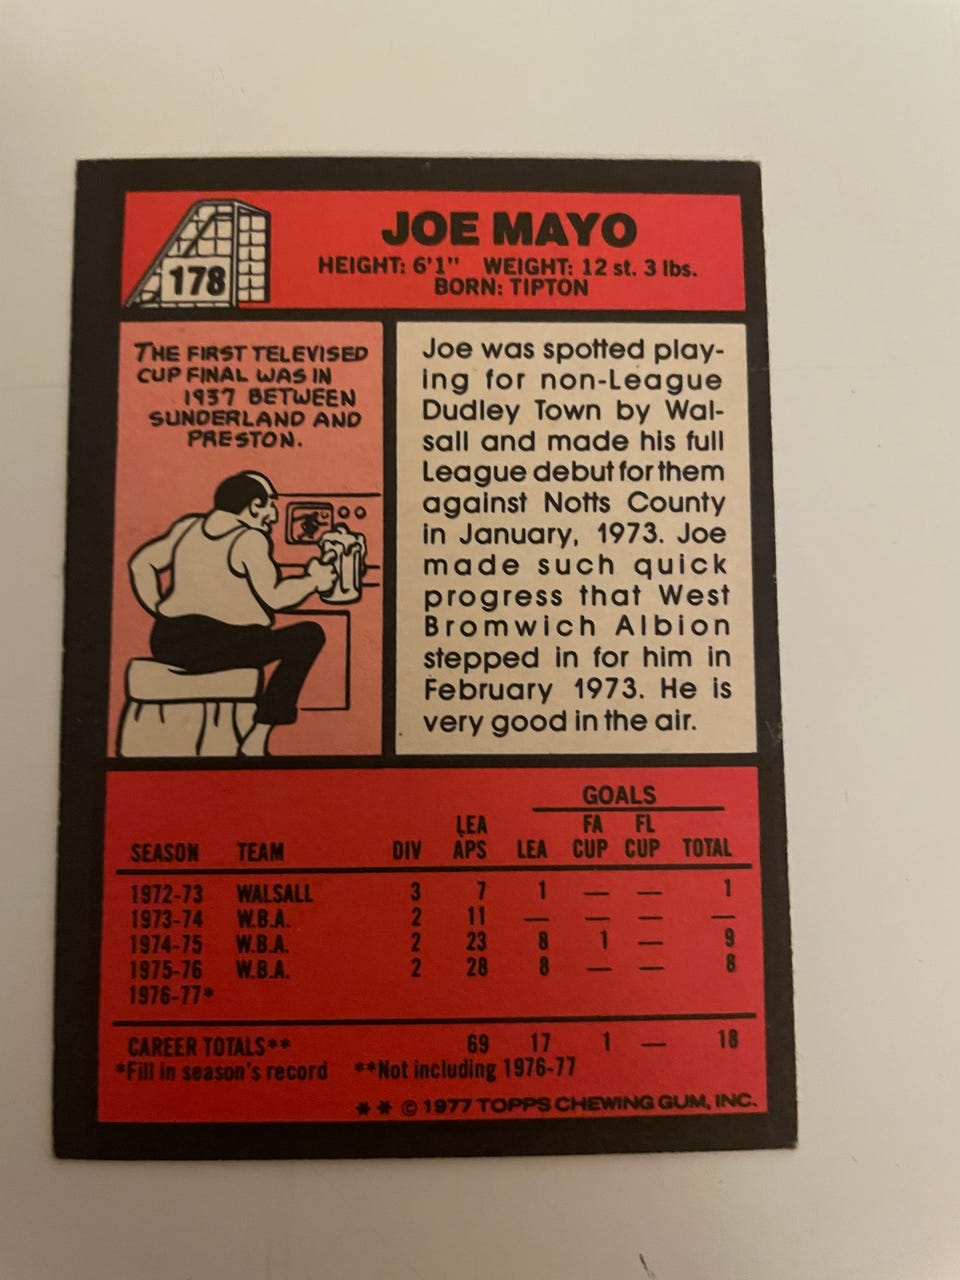 178
JOE MAYO
HEIGHT: 6'1" WEIGHT: 12 st. 3 lbs.
BORN: TIPTON
THE FIRST TELEVISED
CUP FINAL WAS IN
1937 BETWEEN
SUNDERLAND AND
PRESTON.
Joe was spotted play-
ing for non-League
Dudley Town by Wal-
sall and made his full
League debut for them
against Notts County
in January, 1973. Joe
made such quick
progress that West
Bromwich Albion
stepped in for him in
February 1973. He is
very good in the air.
GOALS
LEA FA FL
SEASON TEAM DIV APS LEA CUP CUP TOTAL
1972-73 WALSALL 3 7 1 — — 1
1973-74 W.B.A. 2 11 — — — —
1974-75 W.B.A. 2 23 8 1 — 9
1975-76 W.B.A. 2 28 8 — — 8
1976-77*
CAREER TOTALS** 69 17 1 — 18
*Fill in season's record **Not including 1976-77
** © 1977 TOPPS CHEWING GUM, INC.